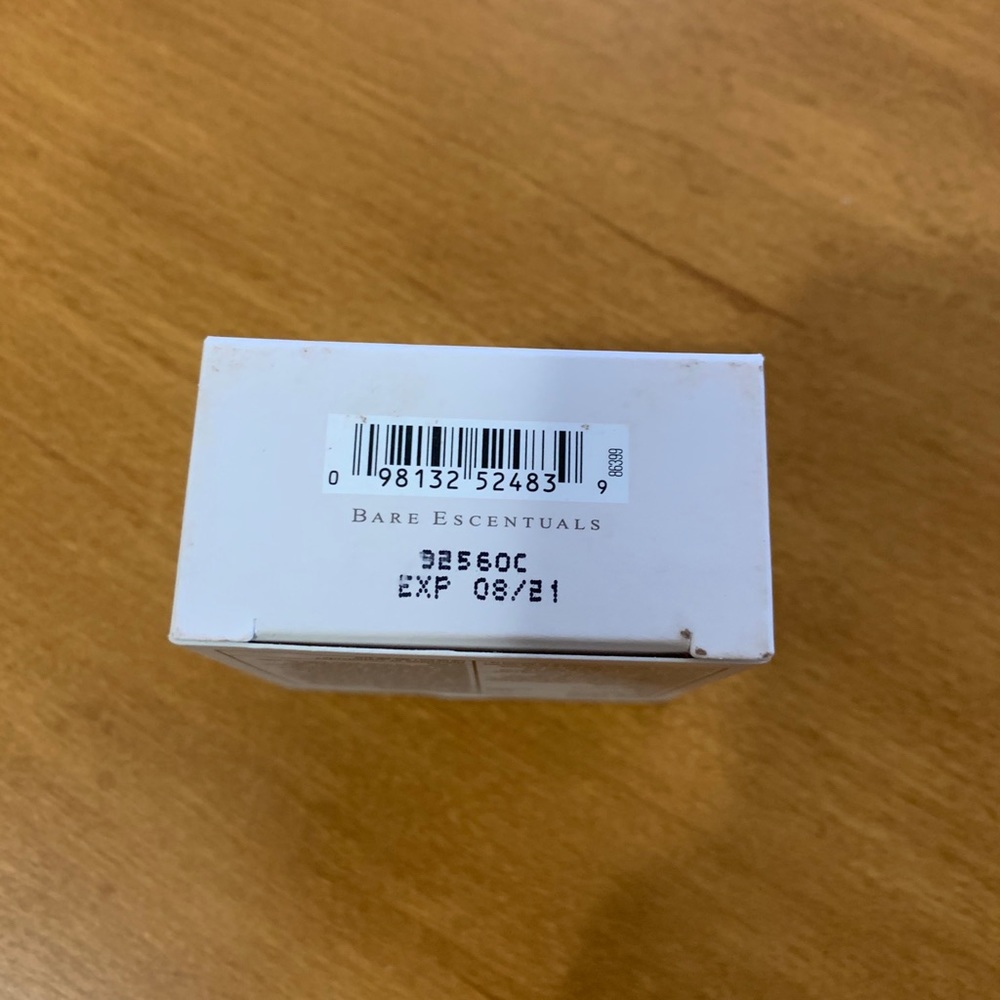 0 98132 52483 9
86399
BARE ESCENTUALS
92560C
EXP 08/21